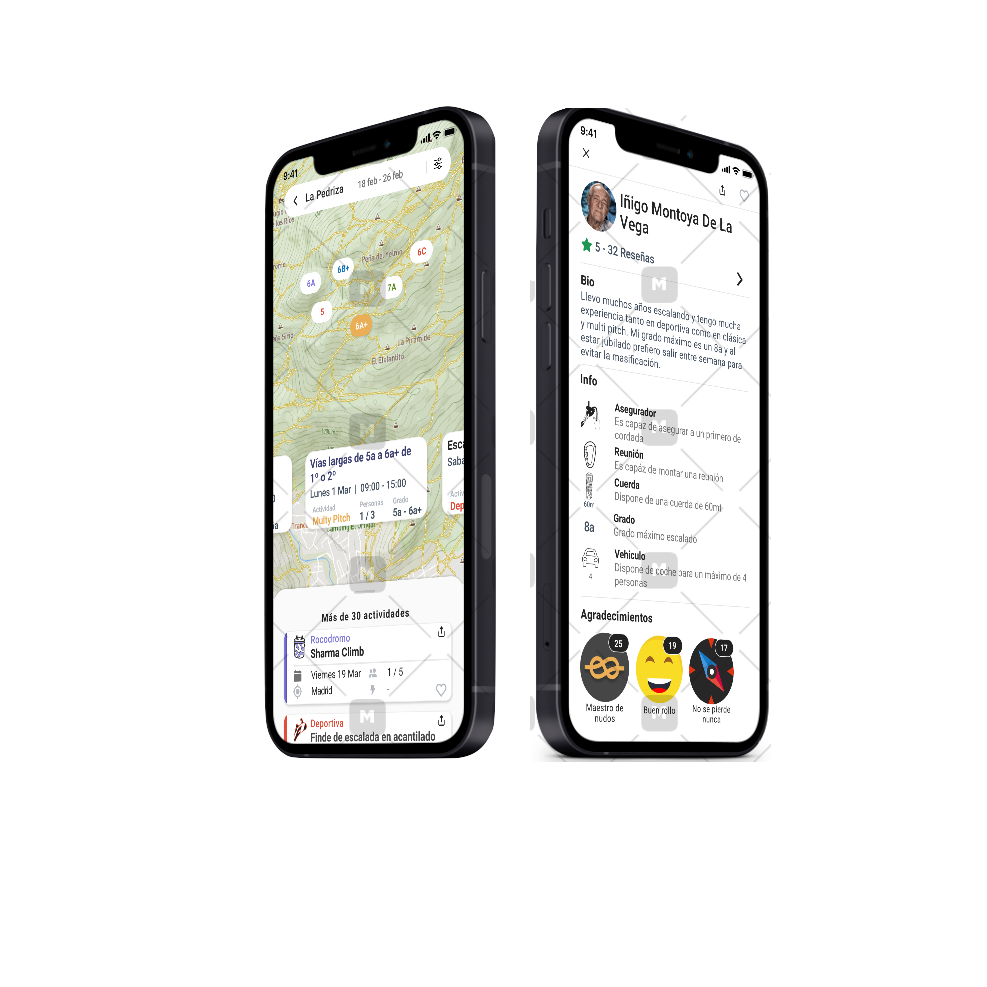 9:41
La Pedriza
18 feb - 26 feb
6A
6B+
6C
7A
5
6A+
Peña del Yelmo
La Pirámide
El Elefantito
Vías largas de 5a a 6a+ de
1º o 2º
Lunes 1 Mar | 09:00 - 15:00
Actividad
Personas
Grado
Multy Pitch
1 / 3
5a - 6a+
Esca
Saba
Activi
Dep
Más de 30 actividades
Rocodromo
Sharma Climb
Viernes 19 Mar
1 / 5
Madrid
-
Deportiva
Finde de escalada en acantilado
9:41
Iñigo Montoya De La
Vega
5 - 32 Reseñas
Bio
Llevo muchos años escalando y tengo mucha
experiencia tanto en deportiva como en clásica
y multi pitch. Mi grado máximo es un 8a y al
estar júbilado prefiero salir entre semana para
evitar la masificación.
Info
Asegurador
Es capaz de asegurar a un primero de
cordada
Reunión
Es capáz de montar una reunión
Cuerda
Dispone de una cuerda de 60ml
60m
8a
Grado
Grado máximo escalado
Vehículo
Dispone de coche para un máximo de 4
personas
4
Agradecimientos
25
19
17
Maestro de
nudos
Buen rollo
No se pierde
nunca
M
M
M
M
M
M
M
M